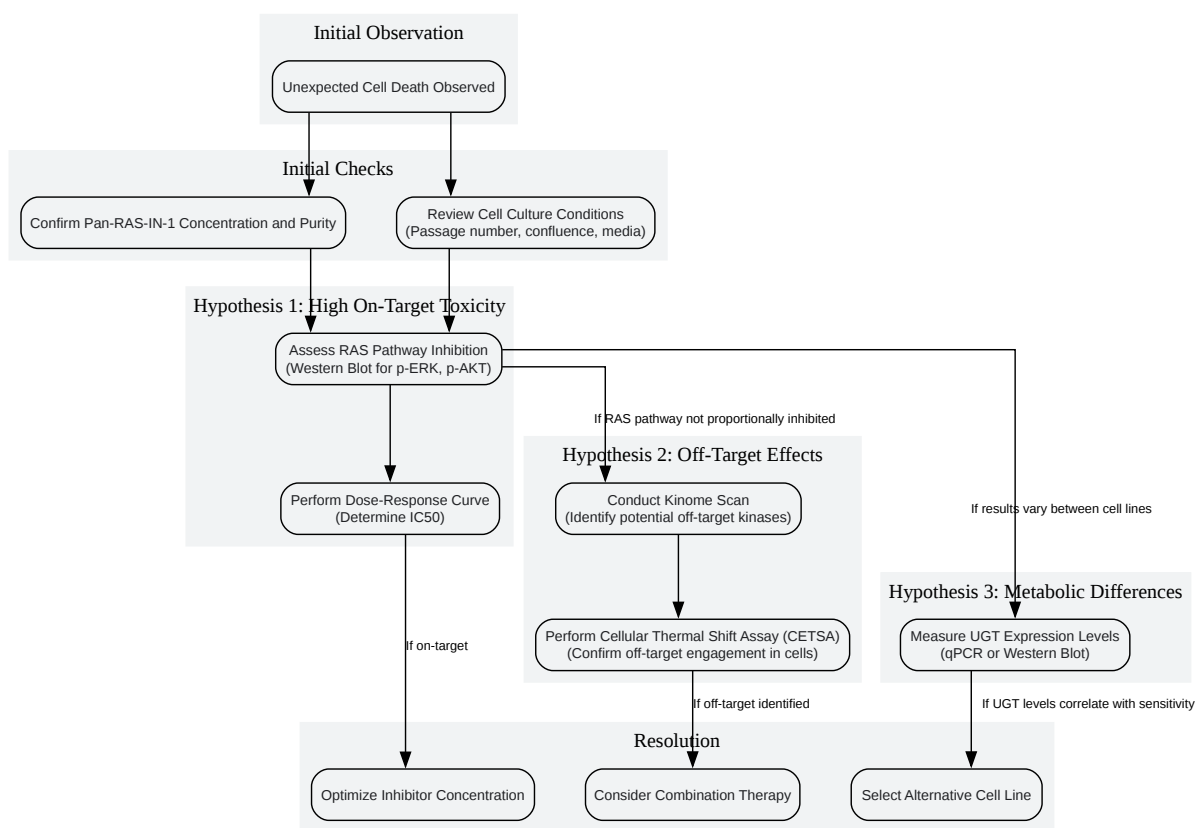 Initial Observation
Unexpected Cell Death Observed
Initial Checks
Confirm Pan-RAS-IN-1 Concentration and Purity
Review Cell Culture Conditions
(Passage number, confluence, media)
Hypothesis 1: High On-Target Toxicity
Assess RAS Pathway Inhibition
(Western Blot for p-ERK, p-AKT)
If RAS pathway not proportionally inhibited
Hypothesis 2: Off-Target Effects
Perform Dose-Response Curve
(Determine IC50)
Conduct Kinome Scan
(Identify potential off-target kinases)
If results vary between cell lines
Hypothesis 3: Metabolic Differences
If on-target
Perform Cellular Thermal Shift Assay (CETSA)
(Confirm off-target engagement in cells)
Measure UGT Expression Levels
(qPCR or Western Blot)
If off-target identified
If UGT levels correlate with sensitivity
Resolution
Optimize Inhibitor Concentration
Consider Combination Therapy
Select Alternative Cell Line